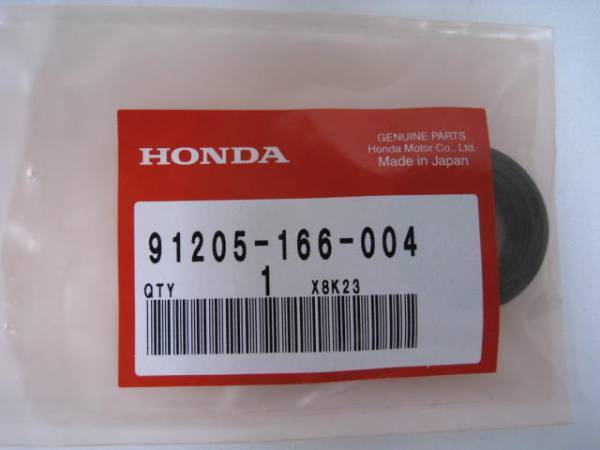 HONDA
GENUINE PARTS
Honda Motor Co., Ltd.
Made in Japan
91205-166-004
QTY 1 X8K23